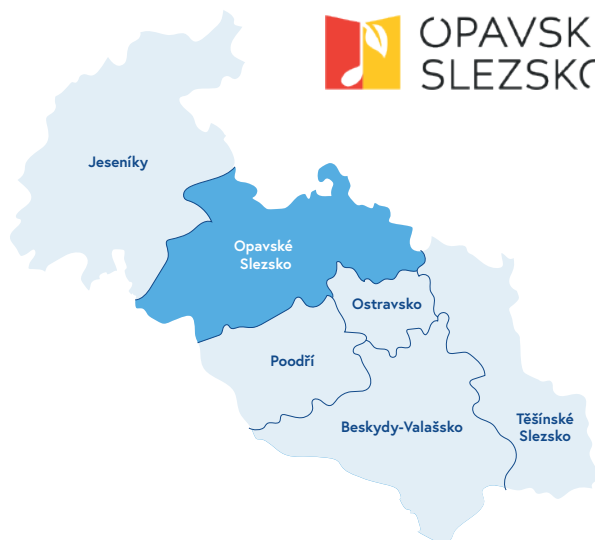 OPAVSK
SLEZSKO
Jeseníky
Opavské
Slezsko
Ostravsko
Poodří
Beskydy-Valašsko
Těšínské
Slezsko